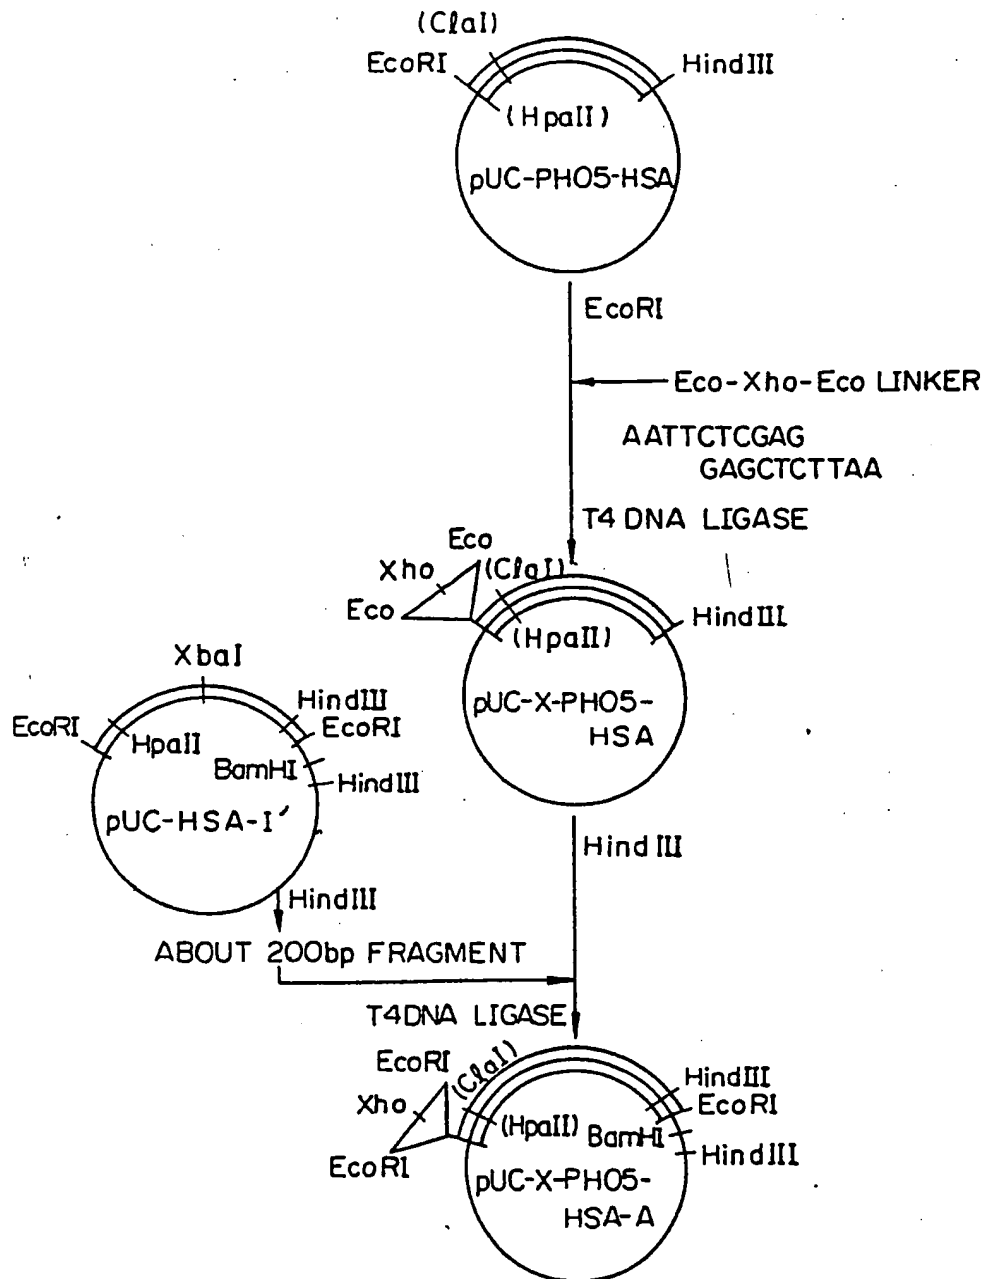 (ClaI)
EcoRI
HindIII
(HpaII)
pUC-PHO5-HSA
EcoRI
Eco-Xho-Eco LINKER
AATTCTCGAG
GAGCTCTTAA
T4 DNA LIGASE
Eco
Xho
(ClaI)
Eco
HindIII
(HpaII)
pUC-X-PHO5-
HSA
XbaI
HindIII
EcoRI
EcoRI
HpaII
BamHI
HindIII
pUC-HSA-I'
HindIII
HindIII
ABOUT 200bp FRAGMENT
T4DNA LIGASE
EcoRI
(ClaI)
Xho
HindIII
EcoRI
(HpaII)
BamHI
EcoRI
HindIII
pUC-X-PHO5-
HSA-A